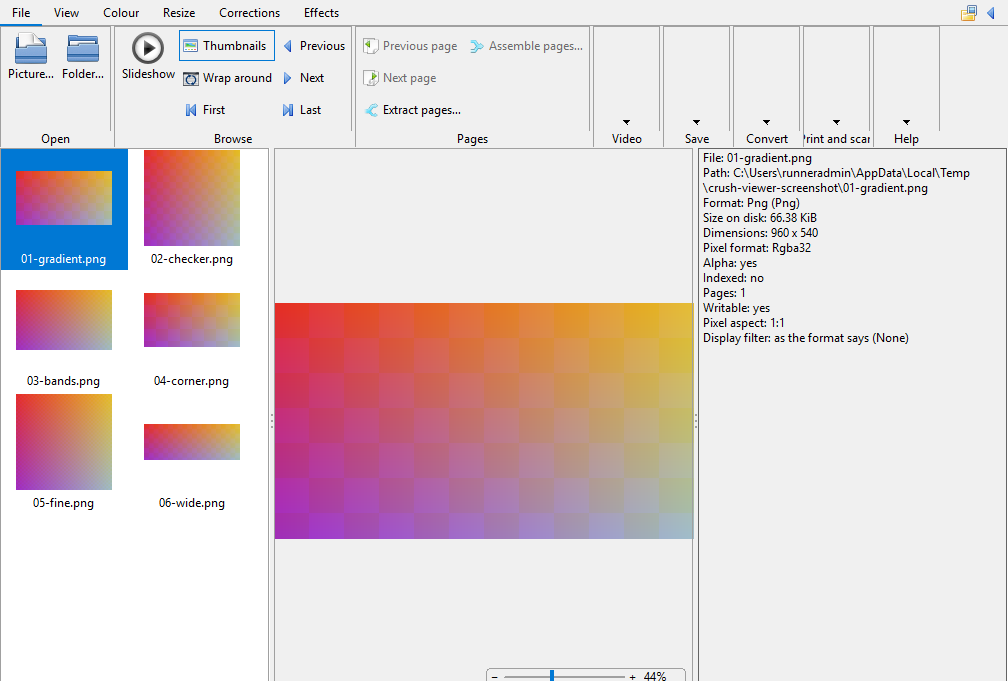 File View Colour Resize Corrections Effects
Picture... Folder... Slideshow Thumbnails Previous Previous page Assemble pages...
Wrap around Next Next page
First Last Extract pages...
Open Browse Pages Video Save Convert Print and scan Help
01-gradient.png 02-checker.png
03-bands.png 04-corner.png
05-fine.png 06-wide.png
− + 44%
File: 01-gradient.png
Path: C:\Users\runneradmin\AppData\Local\Temp
\crush-viewer-screenshot\01-gradient.png
Format: Png (Png)
Size on disk: 66.38 KiB
Dimensions: 960 x 540
Pixel format: Rgba32
Alpha: yes
Indexed: no
Pages: 1
Writable: yes
Pixel aspect: 1:1
Display filter: as the format says (None)